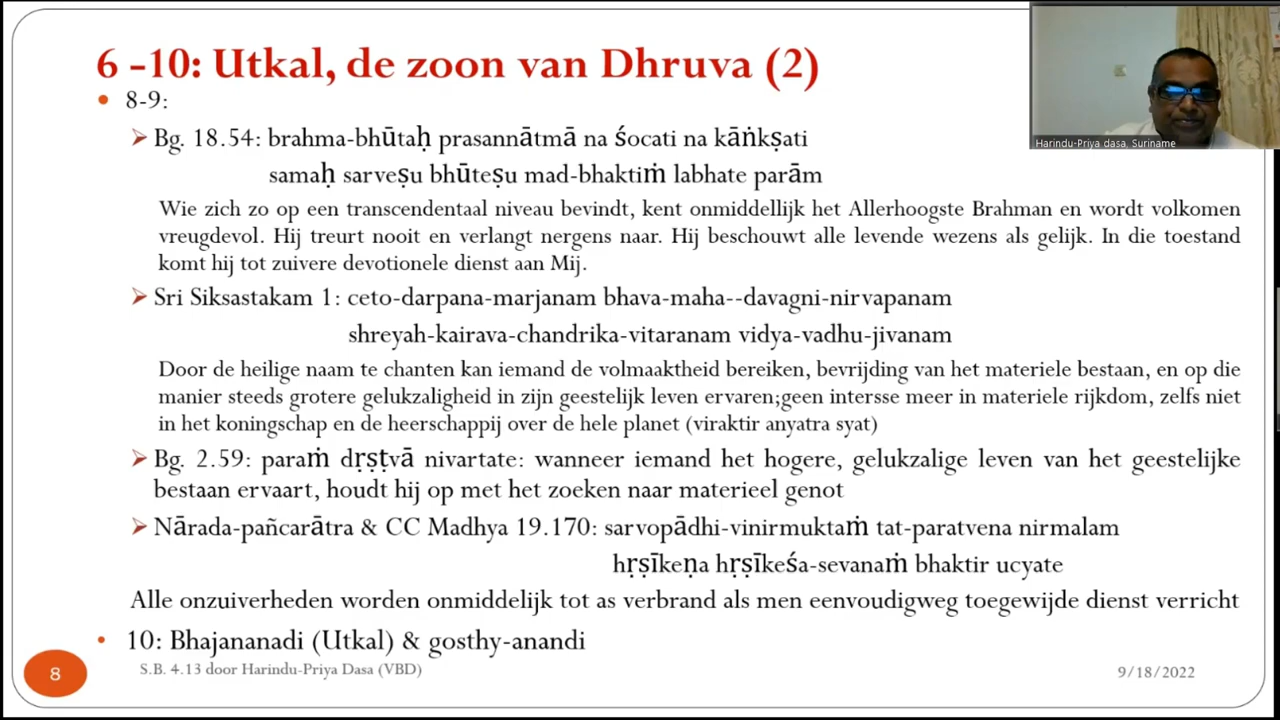 6 -10: Utkal, de zoon van Dhruva (2)
Harindu-Priya dasa, Suriname
8-9:
Bg. 18.54: brahma-bhūtaḥ prasannātmā na śocati na kāṅkṣati
samaḥ sarveṣu bhūteṣu mad-bhaktiṁ labhate parām
Wie zich zo op een transcendentaal niveau bevindt, kent onmiddellijk het Allerhoogste Brahman en wordt volkomen
vreugdevol. Hij treurt nooit en verlangt nergens naar. Hij beschouwt alle levende wezens als gelijk. In die toestand
komt hij tot zuivere devotionele dienst aan Mij.
Sri Siksastakam 1: ceto-darpana-marjanam bhava-maha--davagni-nirvapanam
shreyah-kairava-chandrika-vitaranam vidya-vadhu-jivanam
Door de heilige naam te chanten kan iemand de volmaaktheid bereiken, bevrijding van het materiele bestaan, en op die
manier steeds grotere gelukzaligheid in zijn geestelijk leven ervaren;geen intersse meer in materiele rijkdom, zelfs niet
in het koningschap en de heerschappij over de hele planet (viraktir anyatra syat)
Bg. 2.59: paraṁ dṛṣṭvā nivartate: wanneer iemand het hogere, gelukzalige leven van het geestelijke
bestaan ervaart, houdt hij op met het zoeken naar materieel genot
Nārada-pañcarātra & CC Madhya 19.170: sarvopādhi-vinirmuktaṁ tat-paratvena nirmalam
hṛṣīkeṇa hṛṣīkeśa-sevanaṁ bhaktir ucyate
Alle onzuiverheden worden onmiddelijk tot as verbrand als men eenvoudigweg toegewijde dienst verricht
10: Bhajananadi (Utkal) & gosthy-anandi
8
S.B. 4.13 door Harindu-Priya Dasa (VBD)
9/18/2022